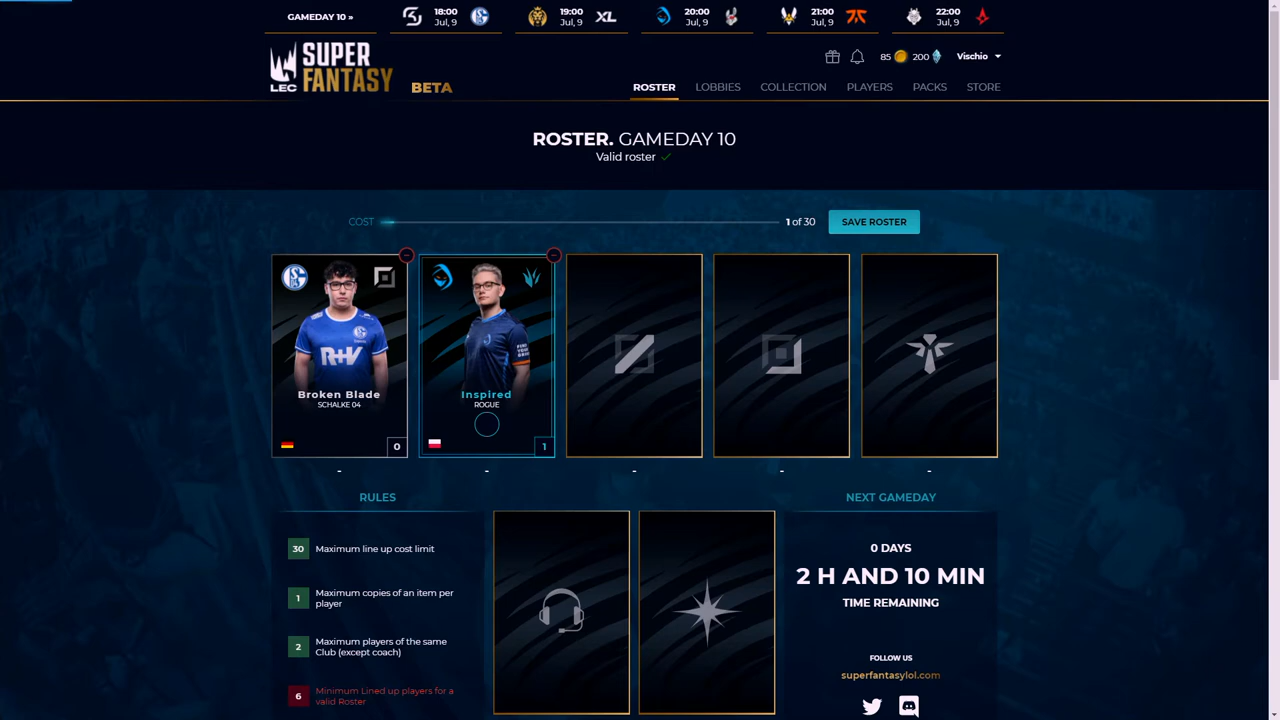 GAMEDAY 10 »
18:00
Jul, 9
19:00
Jul, 9
XL
20:00
Jul, 9
21:00
Jul, 9
22:00
Jul, 9
LEC
SUPER
FANTASY
BETA
85
200
Vischio
ROSTER
LOBBIES
COLLECTION
PLAYERS
PACKS
STORE
ROSTER. GAMEDAY 10
Valid roster
COST
1 of 30
SAVE ROSTER
R+V
Broken Blade
SCHALKE 04
0
Inspired
ROGUE
1
-
-
-
-
-
RULES
30
Maximum line up cost limit
1
Maximum copies of an item per
player
2
Maximum players of the same
Club (except coach)
6
Minimum Lined up players for a
valid Roster
NEXT GAMEDAY
0 DAYS
2 H AND 10 MIN
TIME REMAINING
FOLLOW US
superfantasylol.com